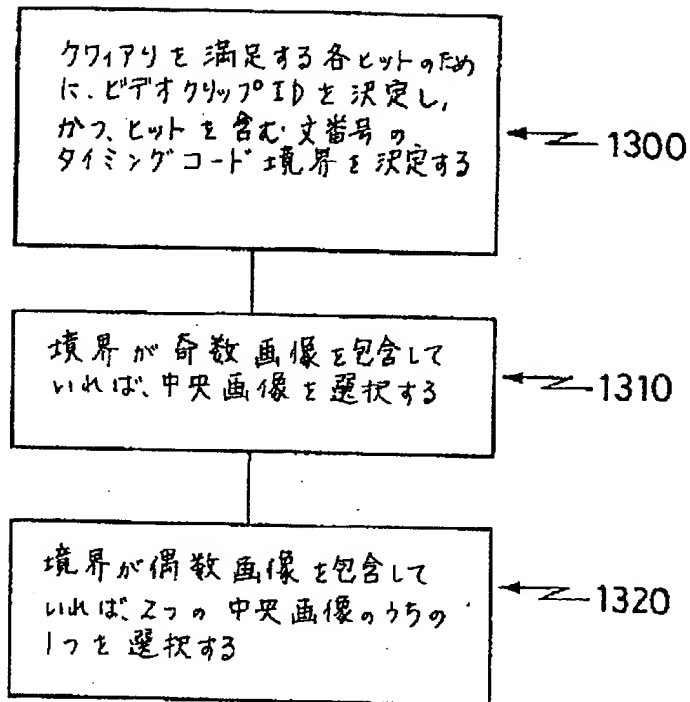 クワィアリを満足する各ヒットのため
に、ビデオクリップIDを決定し、
かつ、ヒットを含む文番号の
タイミングコード境界を決定する
1300
境界が奇数画像を包含して
いれば、中央画像を選択する
1310
境界が偶数画像を包含して
いれば、2つの中央画像のうちの
1つを選択する
1320